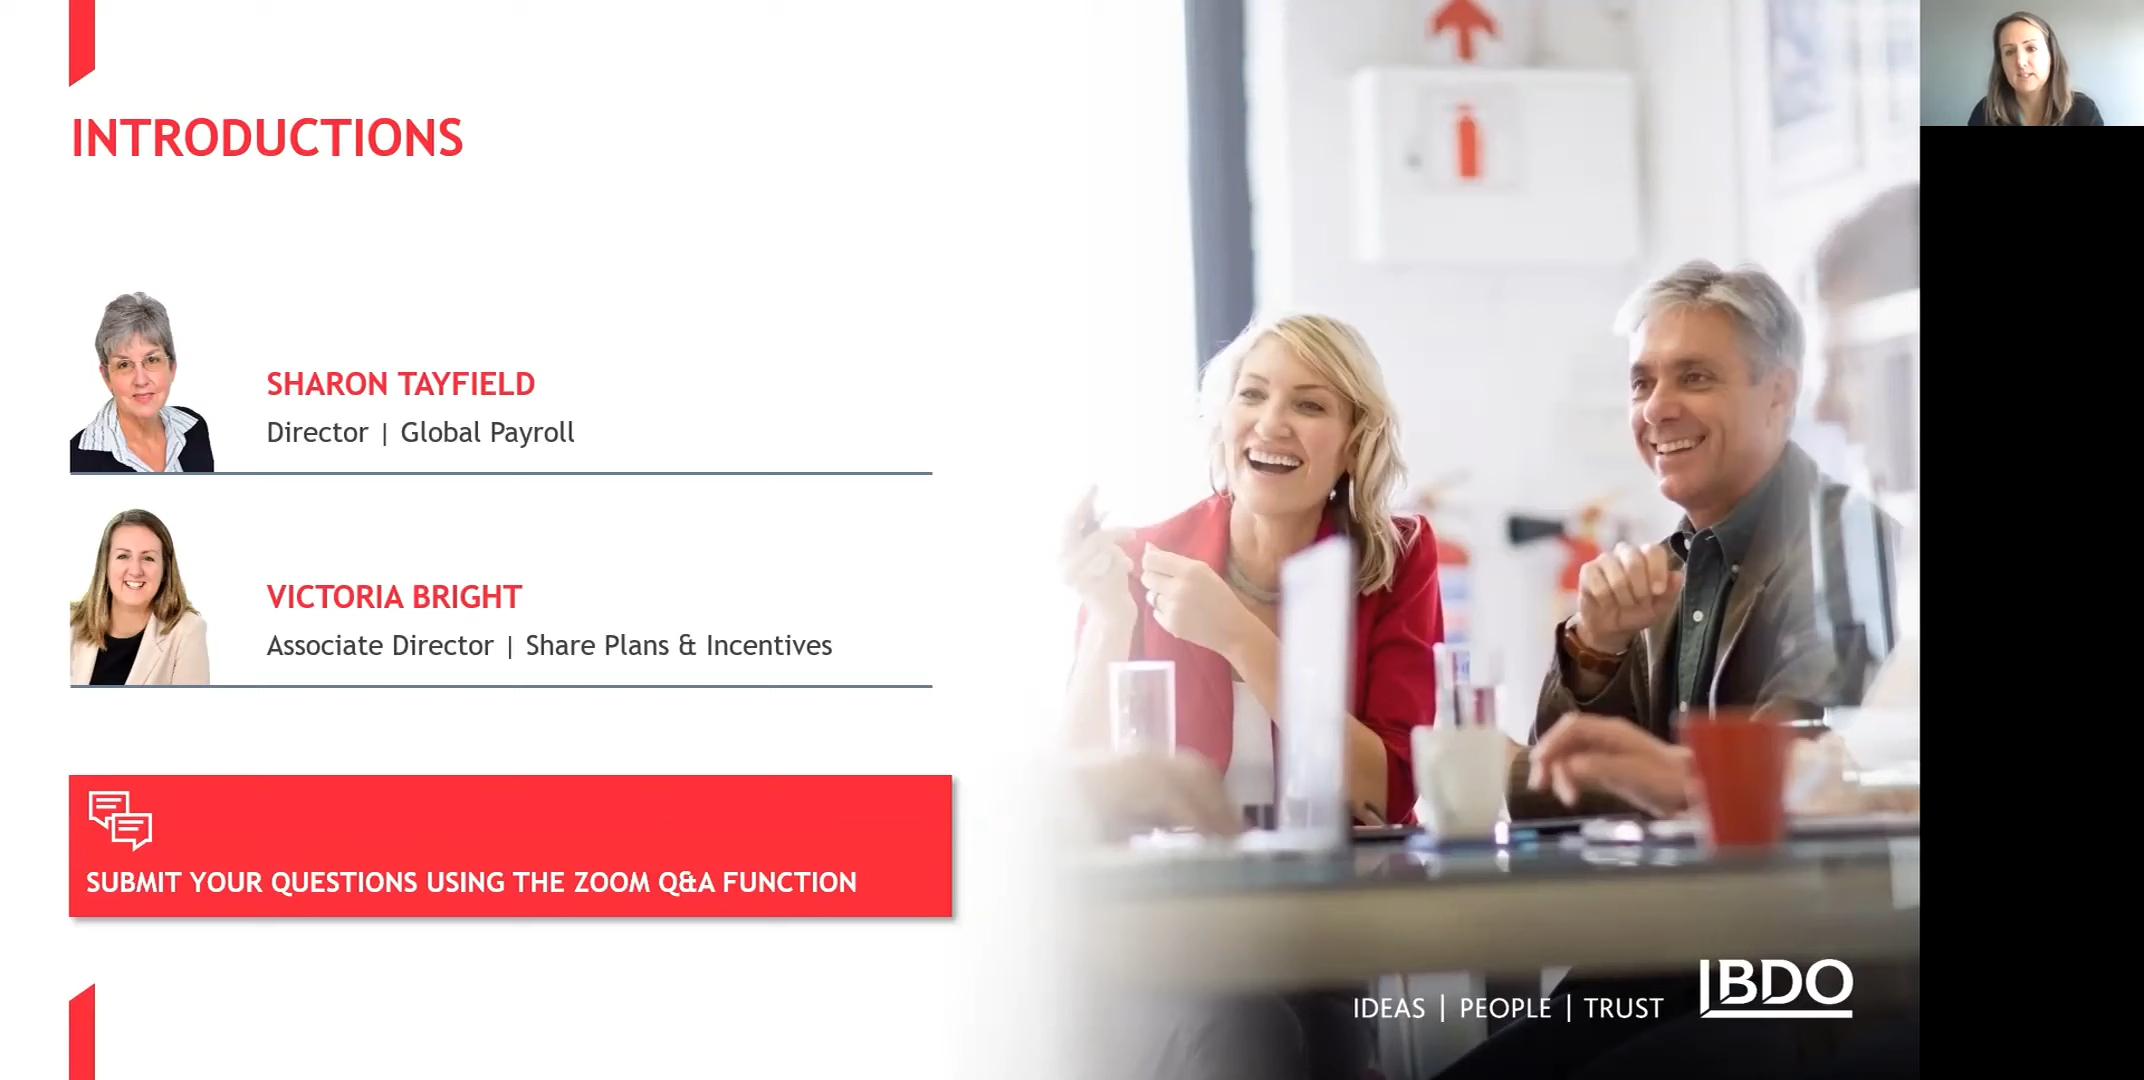 INTRODUCTIONS
SHARON TAYFIELD
Director | Global Payroll
VICTORIA BRIGHT
Associate Director | Share Plans & Incentives
SUBMIT YOUR QUESTIONS USING THE ZOOM Q&A FUNCTION
IDEAS | PEOPLE | TRUST
BDO